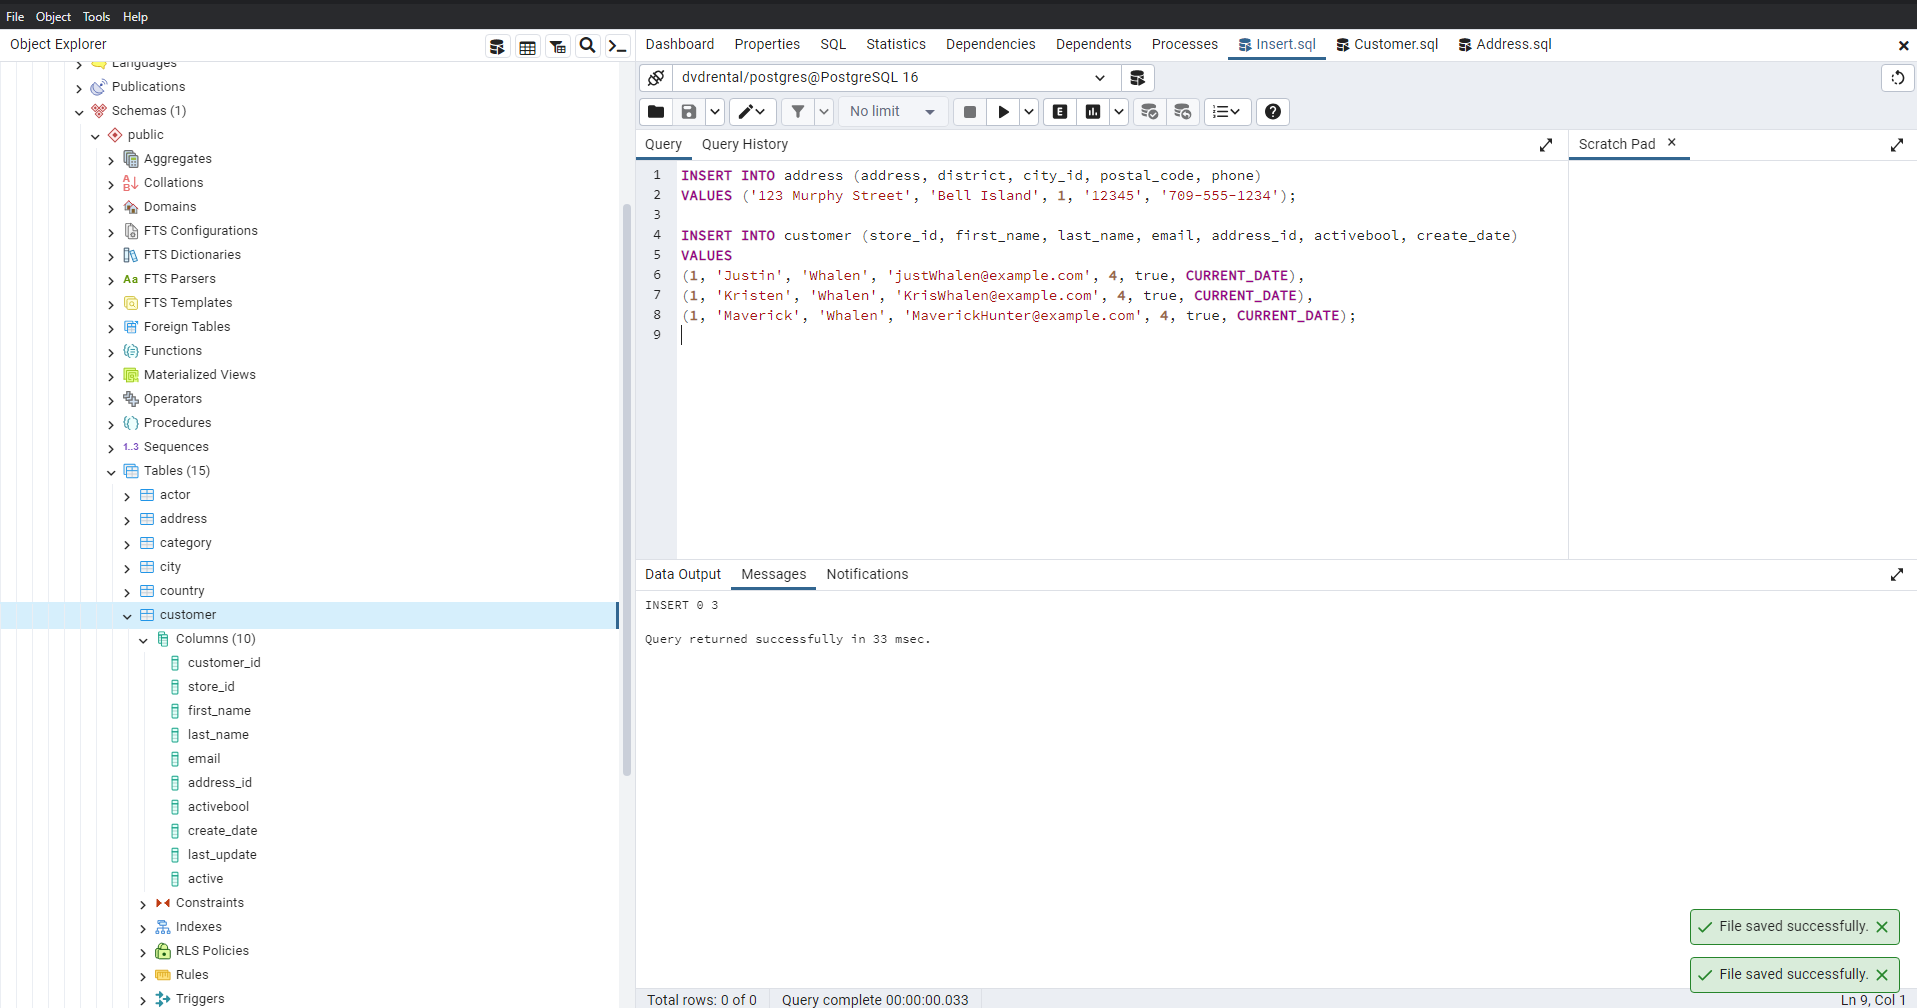 File Object Tools Help
Object Explorer
Languages
Publications
Schemas (1)
public
Aggregates
Collations
Domains
FTS Configurations
FTS Dictionaries
Aa FTS Parsers
FTS Templates
Foreign Tables
Functions
Materialized Views
Operators
Procedures
1..3 Sequences
Tables (15)
actor
address
category
city
country
customer
Columns (10)
customer_id
store_id
first_name
last_name
email
address_id
activebool
create_date
last_update
active
Constraints
Indexes
RLS Policies
Rules
Triggers
Dashboard Properties SQL Statistics Dependencies Dependents Processes Insert.sql Customer.sql Address.sql
dvdrental/postgres@PostgreSQL 16
No limit E
Query Query History
Scratch Pad
1 INSERT INTO address (address, district, city_id, postal_code, phone)
2 VALUES ('123 Murphy Street', 'Bell Island', 1, '12345', '709-555-1234');
3
4 INSERT INTO customer (store_id, first_name, last_name, email, address_id, activebool, create_date)
5 VALUES
6 (1, 'Justin', 'Whalen', 'justWhalen@example.com', 4, true, CURRENT_DATE),
7 (1, 'Kristen', 'Whalen', 'KrisWhalen@example.com', 4, true, CURRENT_DATE),
8 (1, 'Maverick', 'Whalen', 'MaverickHunter@example.com', 4, true, CURRENT_DATE);
9
Data Output Messages Notifications
INSERT 0 3
Query returned successfully in 33 msec.
File saved successfully.
File saved successfully.
Total rows: 0 of 0 Query complete 00:00:00.033 Ln 9, Col 1